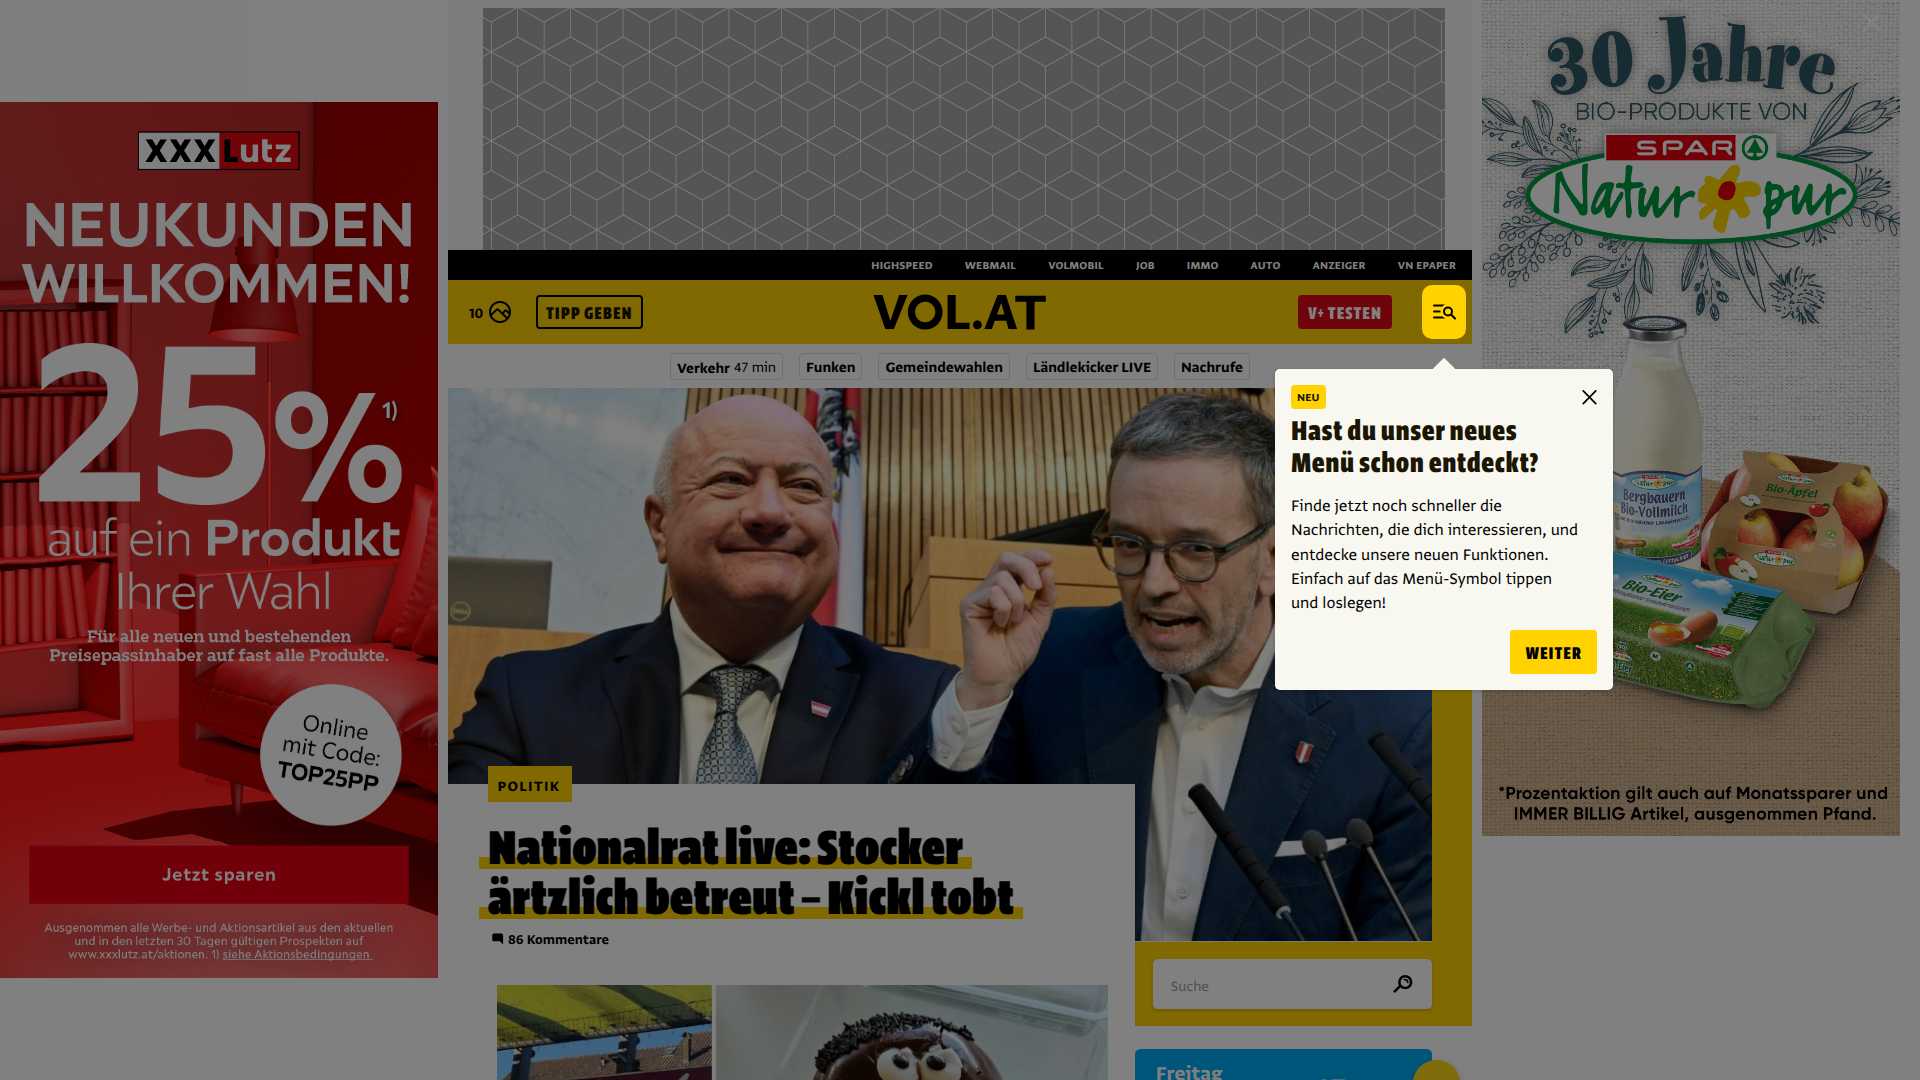 XXXLutz
NEUKUNDEN
WILLKOMMEN!
25%1)
auf ein Produkt
Ihrer Wahl
Für alle neuen und bestehenden
Preisepassinhaber auf fast alle Produkte.
Online
mit Code:
TOP25PP
Jetzt sparen
Ausgenommen alle Werbe- und Aktionsartikel aus den aktuellen
und in den letzten 30 Tagen gültigen Prospekten auf
www.xxxlutz.at/aktionen. 1) siehe Aktionsbedingungen
HIGHSPEED WEBMAIL VOLMOBIL JOB IMMO AUTO ANZEIGER VN EPAPER
10 TIPP GEBEN VOL.AT V+ TESTEN
Verkehr 47 min Funken Gemeindewahlen Ländlekicker LIVE Nachrufe
NEU
Hast du unser neues
Menü schon entdeckt?
Finde jetzt noch schneller die
Nachrichten, die dich interessieren, und
entdecke unsere neuen Funktionen.
Einfach auf das Menü-Symbol tippen
und loslegen!
WEITER
POLITIK
Nationalrat live: Stocker
ärtzlich betreut – Kickl tobt
86 Kommentare
Suche
Freitag
30 Jahre
BIO-PRODUKTE VON
SPAR
Natur pur
Bergbauern
Bio-Vollmilch
Bio-Äpfel
Natur pur
Bio-Eier
*Prozentaktion gilt auch auf Monatssparer und
IMMER BILLIG Artikel, ausgenommen Pfand.